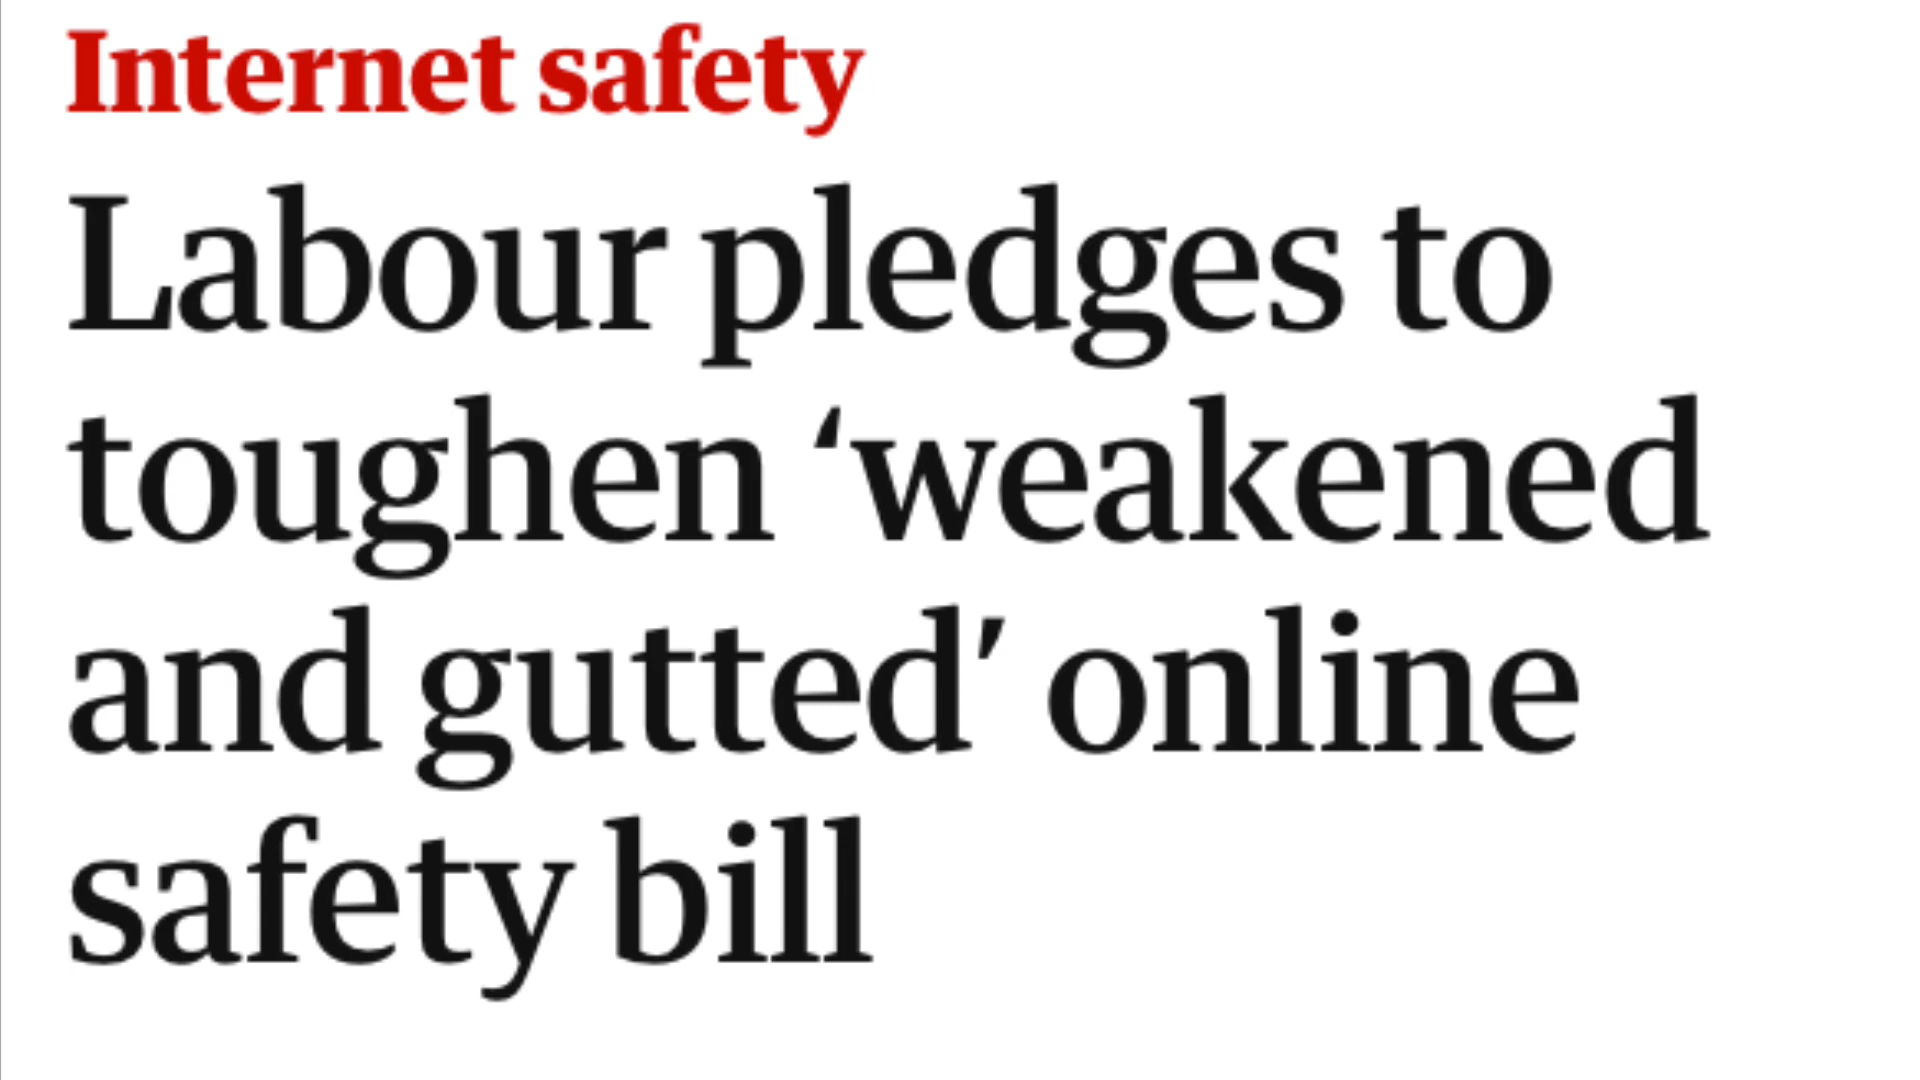 Internet safety
Labour pledges to
toughen ‘weakened
and gutted’ online
safety bill